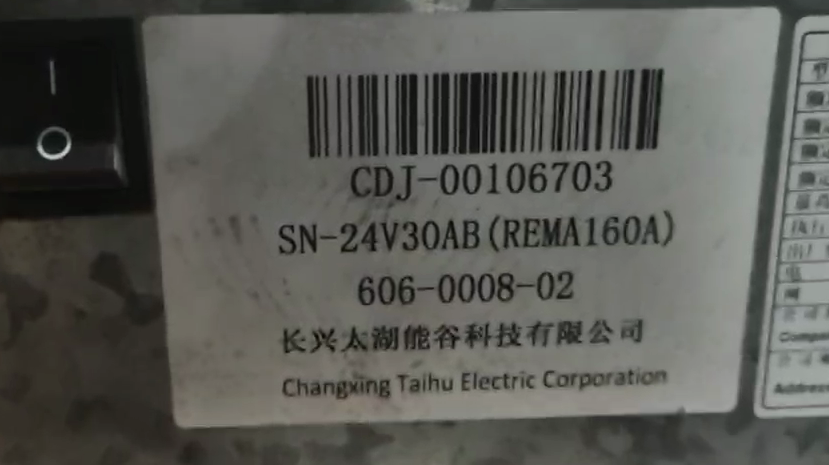 CDJ-00106703
SN-24V30AB(REMA160A)
606-0008-02
长兴太湖能谷科技有限公司
Changxing Taihu Electric Corporation
Address